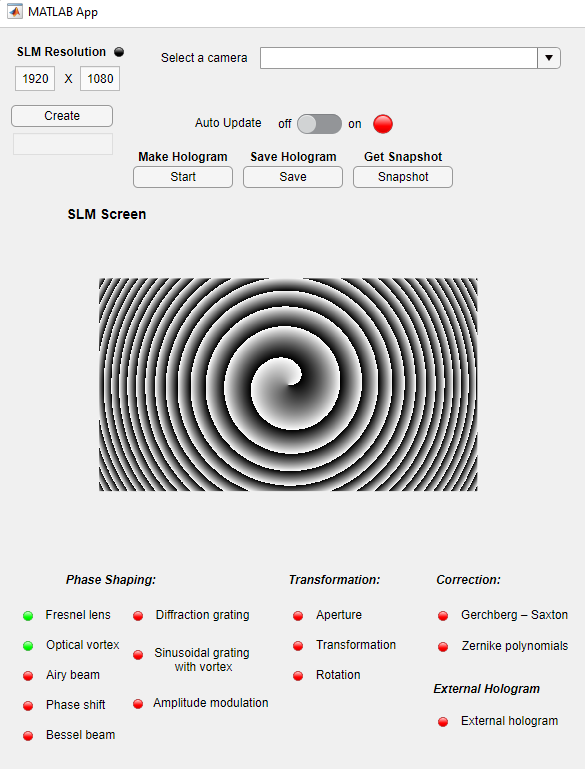 MATLAB App
SLM Resolution
Select a camera
1920 X 1080
Create
Auto Update off on
Make Hologram Save Hologram Get Snapshot
Start Save Snapshot
SLM Screen
Phase Shaping: Transformation: Correction:
Fresnel lens Diffraction grating Aperture Gerchberg – Saxton
Optical vortex Sinusoidal grating Transformation Zernike polynomials
with vortex
Airy beam Rotation
External Hologram
Phase shift Amplitude modulation
External hologram
Bessel beam